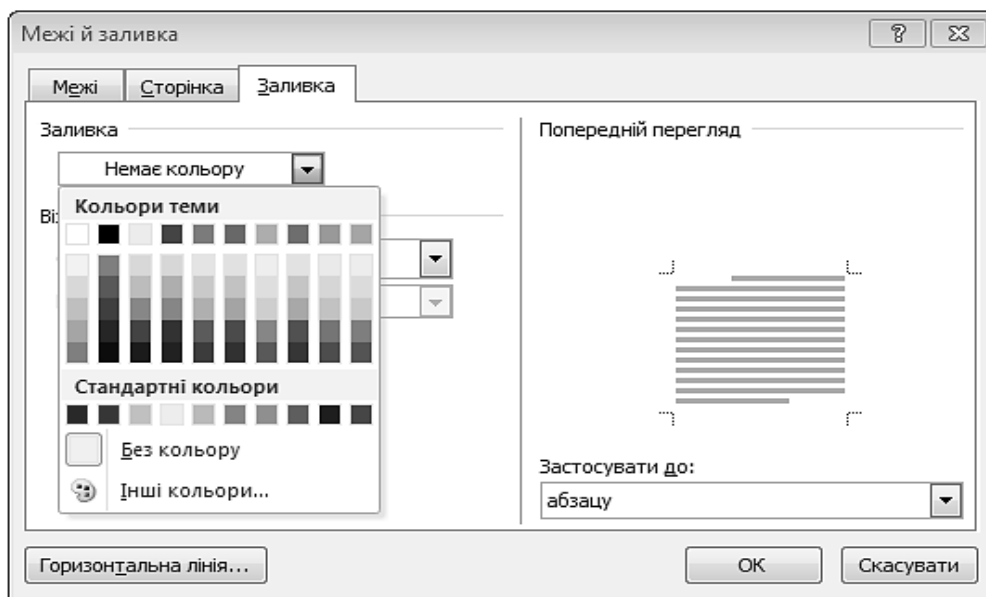 Межі й заливка
Межі Сторінка Заливка
Заливка
Немає кольору
Кольори теми
Стандартні кольори
Без кольору
Інші кольори...
Попередній перегляд
Застосувати до:
абзацу
Горизонтальна лінія... ОК Скасувати